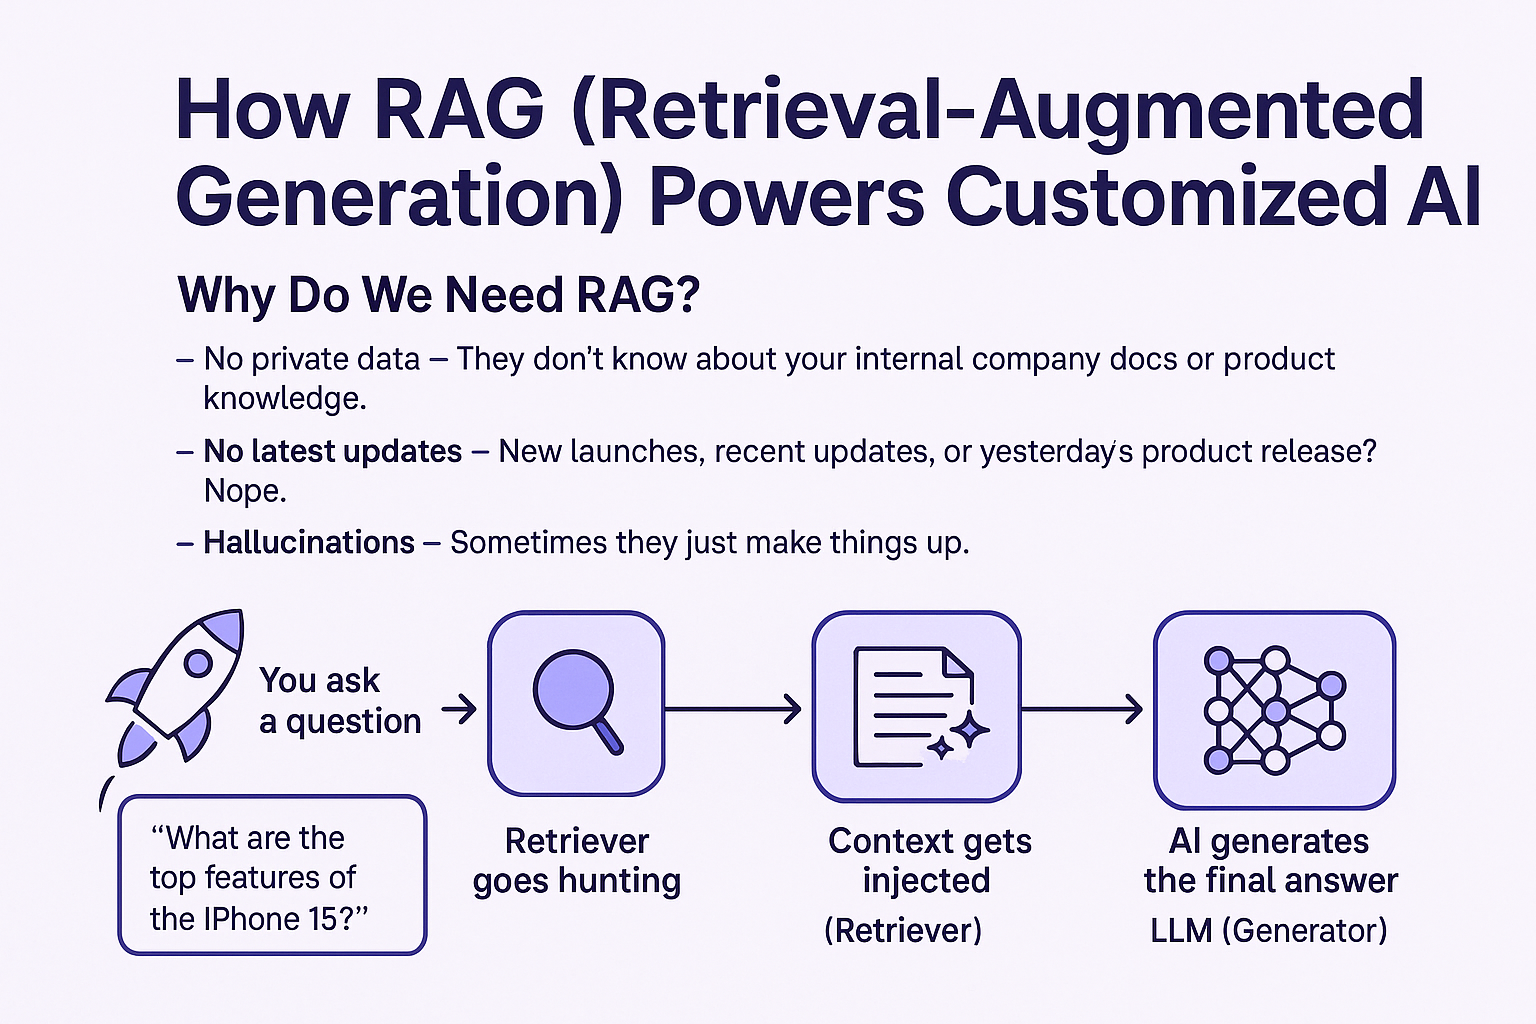 How RAG (Retrieval-Augmented
Generation) Powers Customized AI
Why Do We Need RAG?
– No private data – They don't know about your internal company docs or product
knowledge.
– No latest updates – New launches, recent updates, or yesterday's product release?
Nope.
– Hallucinations – Sometimes they just make things up.
You ask
a question
“What are the
top features of
the IPhone 15?”
Retriever
goes hunting
Context gets
injected
(Retriever)
AI generates
the final answer
LLM (Generator)